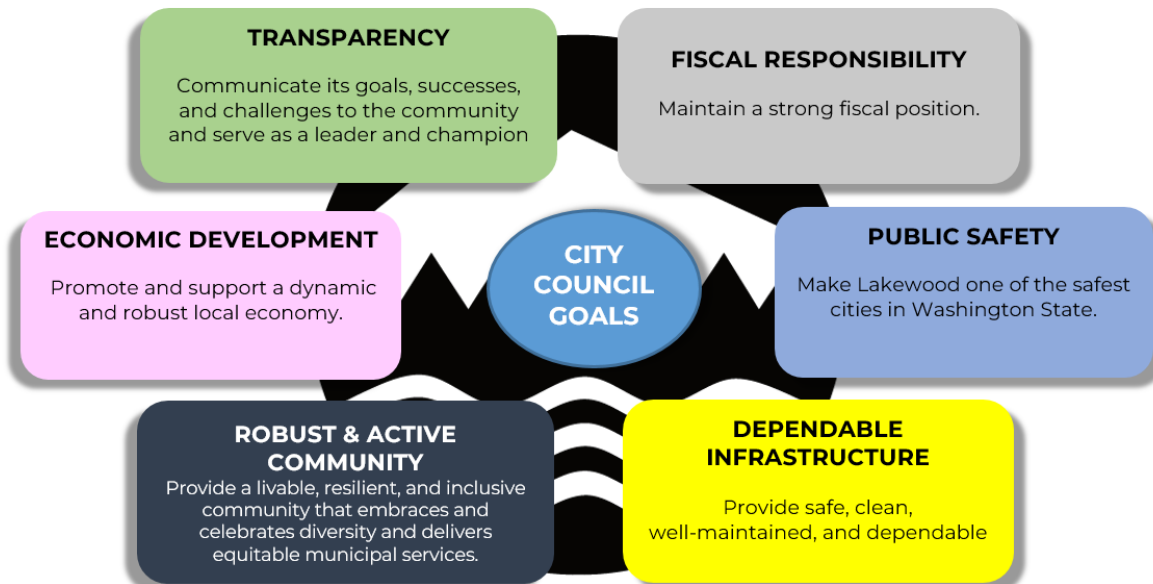 TRANSPARENCY
Communicate its goals, successes,
and challenges to the community
and serve as a leader and champion
FISCAL RESPONSIBILITY
Maintain a strong fiscal position.
ECONOMIC DEVELOPMENT
Promote and support a dynamic
and robust local economy.
CITY
COUNCIL
GOALS
PUBLIC SAFETY
Make Lakewood one of the safest
cities in Washington State.
ROBUST & ACTIVE
COMMUNITY
Provide a livable, resilient, and inclusive
community that embraces and
celebrates diversity and delivers
equitable municipal services.
DEPENDABLE
INFRASTRUCTURE
Provide safe, clean,
well-maintained, and dependable